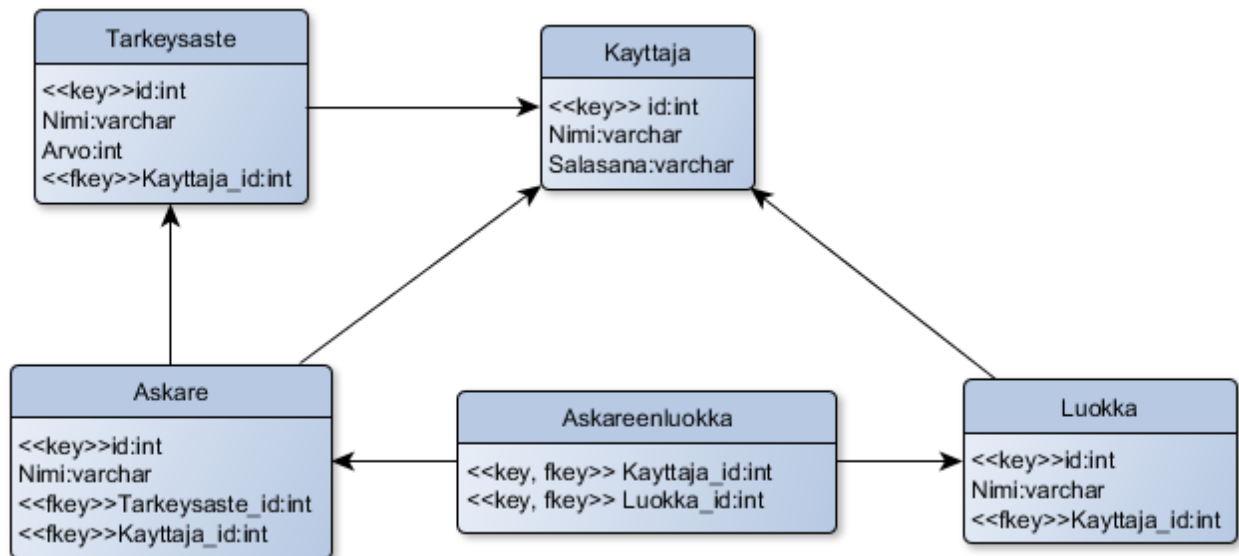 Tarkeysaste
<<key>>id:int
Nimi:varchar
Arvo:int
<<fkey>>Kayttaja_id:int
Kayttaja
<<key>> id:int
Nimi:varchar
Salasana:varchar
Askare
<<key>>id:int
Nimi:varchar
<<fkey>>Tarkeysaste_id:int
<<fkey>>Kayttaja_id:int
Askareenluokka
<<key, fkey>> Kayttaja_id:int
<<key, fkey>> Luokka_id:int
Luokka
<<key>>id:int
Nimi:varchar
<<fkey>>Kayttaja_id:int